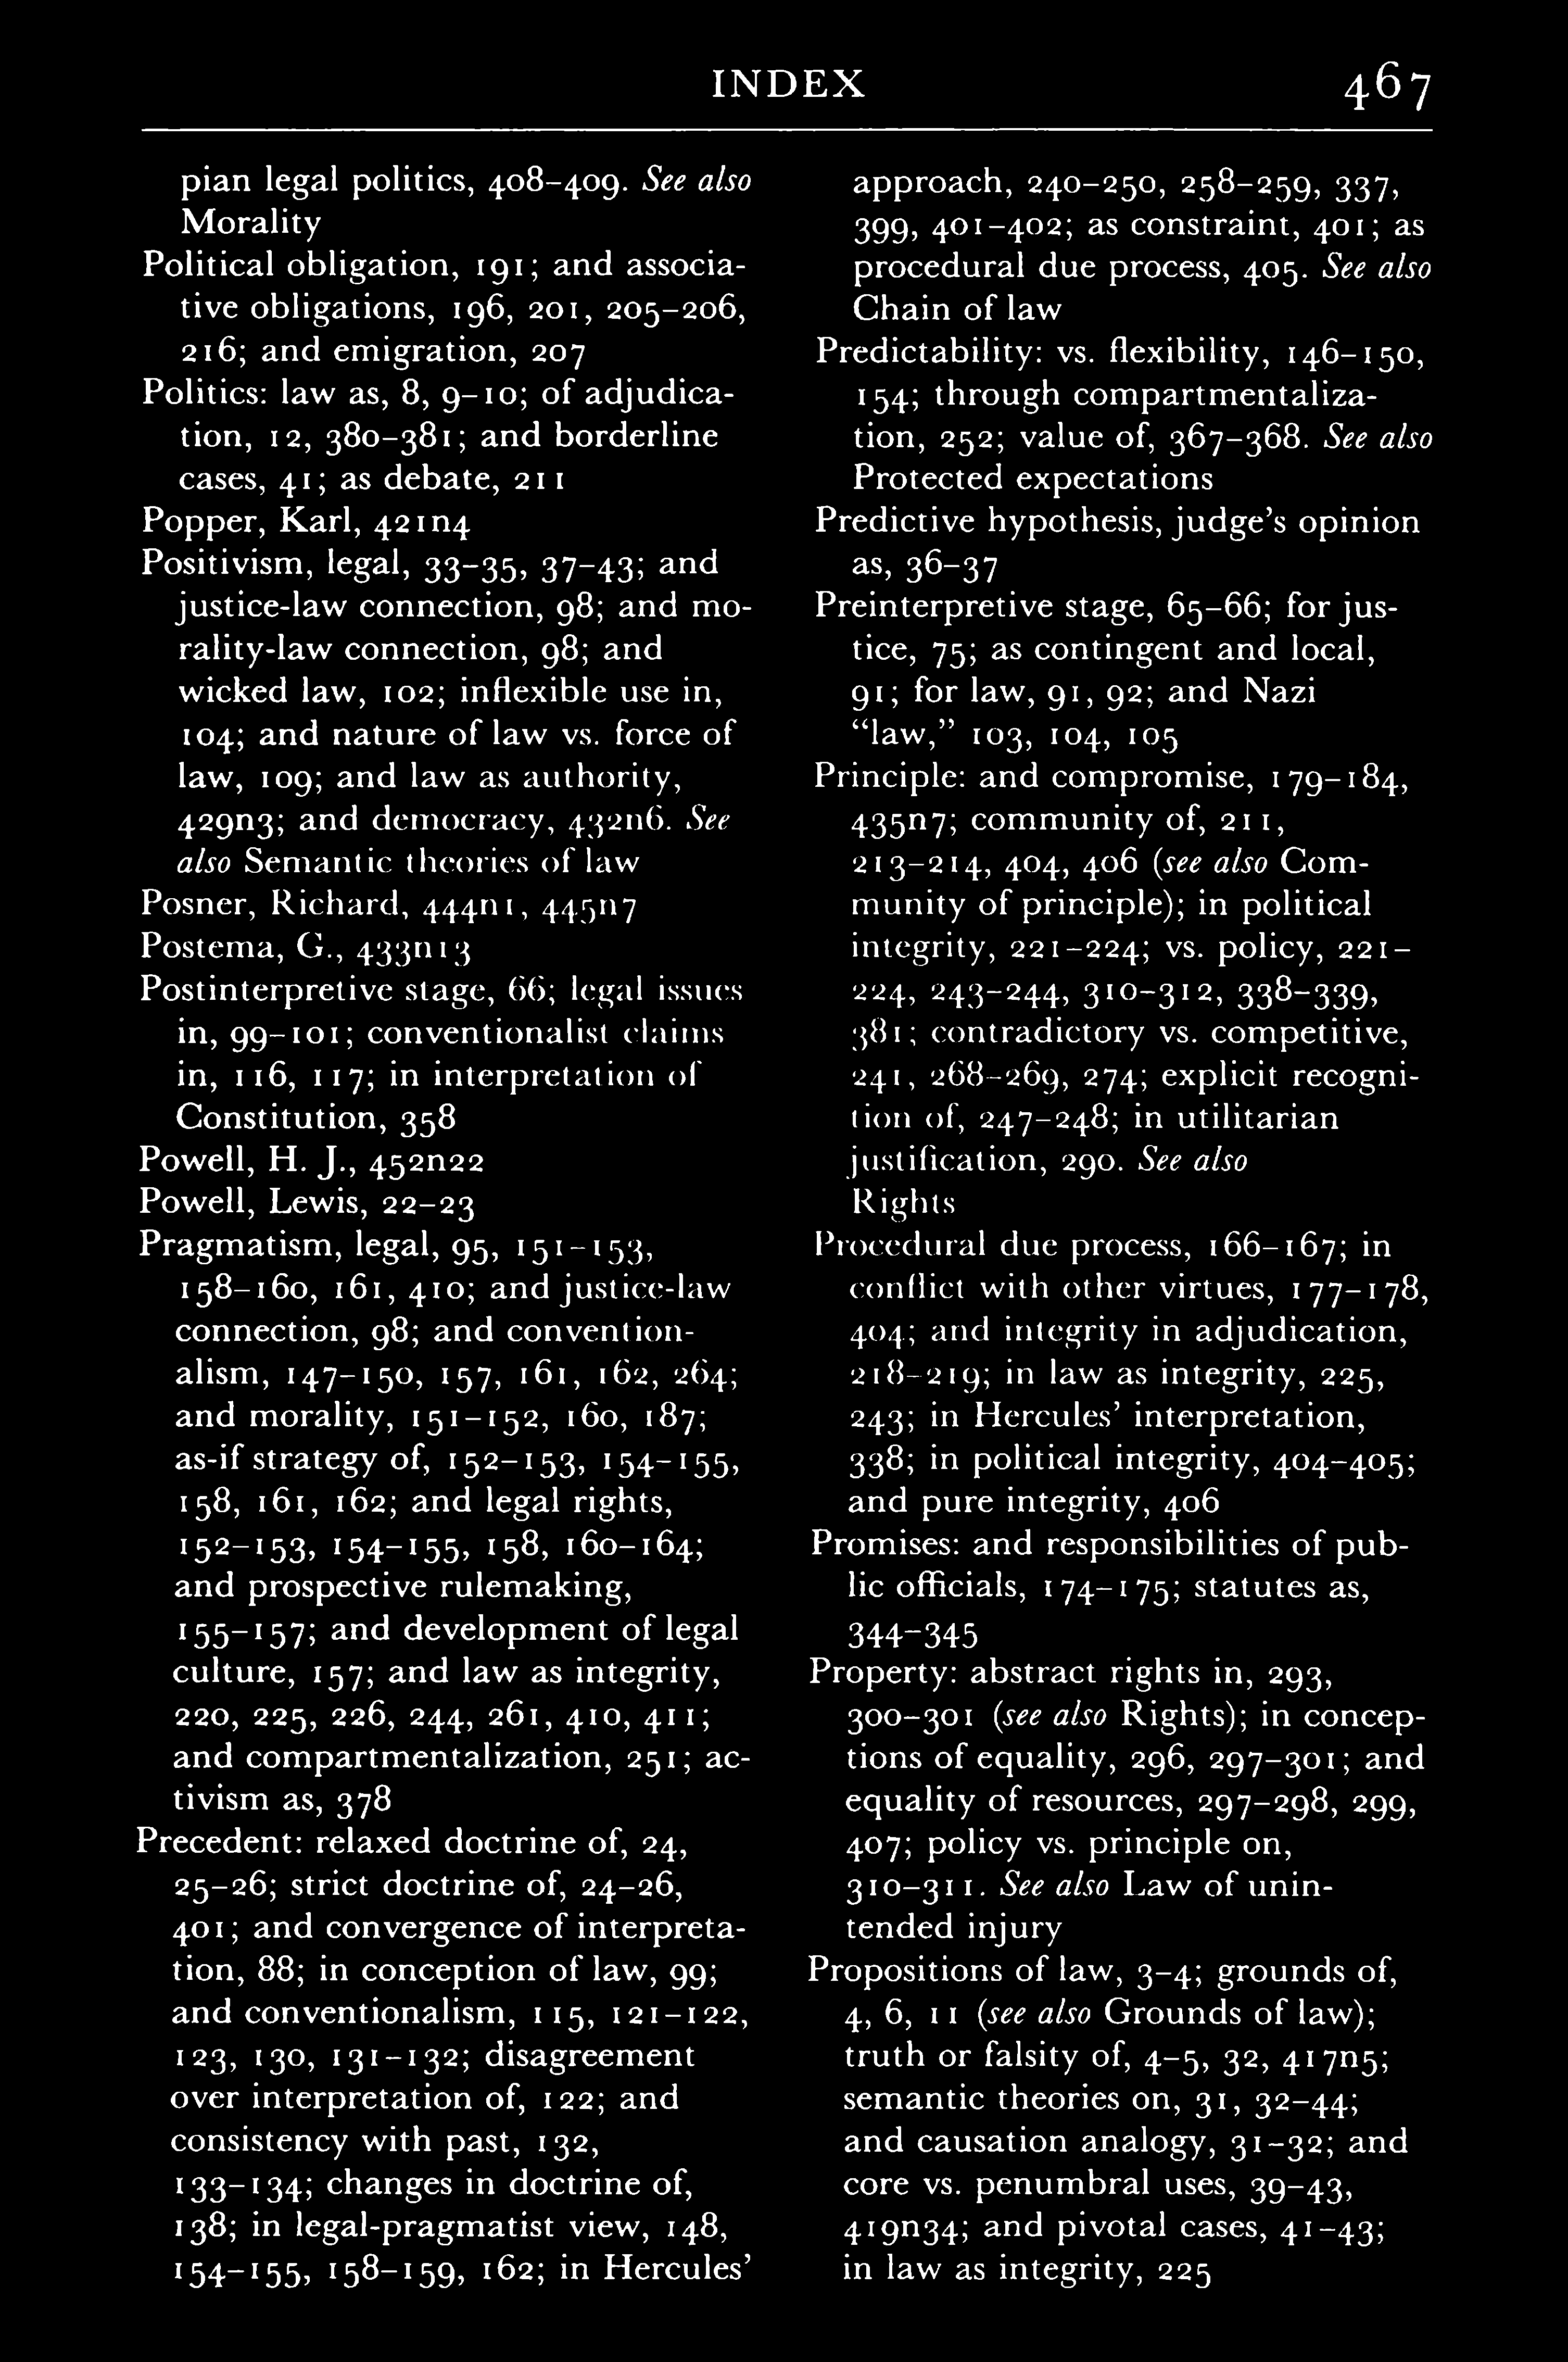 INDEX 467
pian legal politics, 408–409. See also
Morality
Political obligation, 191; and associa-
tive obligations, 196, 201, 205–206,
216; and emigration, 207
Politics: law as, 8, 9–10; of adjudica-
tion, 12, 380–381; and borderline
cases, 41; as debate, 211
Popper, Karl, 421n4
Positivism, legal, 33–35, 37–43; and
justice-law connection, 98; and mo-
rality-law connection, 98; and
wicked law, 102; inflexible use in,
104; and nature of law vs. force of
law, 109; and law as authority,
429n3; and democracy, 432n6. See
also Semantic theories of law
Posner, Richard, 444n1, 445n7
Postema, G., 433n13
Postinterpretive stage, 66; legal issues
in, 99–101; conventionalist claims
in, 116, 117; in interpretation of
Constitution, 358
Powell, H. J., 452n22
Powell, Lewis, 22–23
Pragmatism, legal, 95, 151–153,
158–160, 161, 410; and justice-law
connection, 98; and convention-
alism, 147–150, 157, 161, 162, 264;
and morality, 151–152, 160, 187;
as-if strategy of, 152–153, 154–155,
158, 161, 162; and legal rights,
152–153, 154–155, 158, 160–164;
and prospective rulemaking,
155–157; and development of legal
culture, 157; and law as integrity,
220, 225, 226, 244, 261, 410, 411;
and compartmentalization, 251; ac-
tivism as, 378
Precedent: relaxed doctrine of, 24,
25–26; strict doctrine of, 24–26,
401; and convergence of interpreta-
tion, 88; in conception of law, 99;
and conventionalism, 115, 121–122,
123, 130, 131–132; disagreement
over interpretation of, 122; and
consistency with past, 132,
133–134; changes in doctrine of,
138; in legal-pragmatist view, 148,
154–155, 158–159, 162; in Hercules’
approach, 240–250, 258–259, 337,
399, 401–402; as constraint, 401; as
procedural due process, 405. See also
Chain of law
Predictability: vs. flexibility, 146–150,
154; through compartmentaliza-
tion, 252; value of, 367–368. See also
Protected expectations
Predictive hypothesis, judge’s opinion
as, 36–37
Preinterpretive stage, 65–66; for jus-
tice, 75; as contingent and local,
91; for law, 91, 92; and Nazi
“law,” 103, 104, 105
Principle: and compromise, 179–184,
435n7; community of, 211,
213–214, 404, 406 (see also Com-
munity of principle); in political
integrity, 221–224; vs. policy, 221–
224, 243–244, 310–312, 338–339,
381; contradictory vs. competitive,
241, 268–269, 274; explicit recogni-
tion of, 247–248; in utilitarian
justification, 290. See also
Rights
Procedural due process, 166–167; in
conflict with other virtues, 177–178,
404; and integrity in adjudication,
218–219; in law as integrity, 225,
243; in Hercules’ interpretation,
338; in political integrity, 404–405;
and pure integrity, 406
Promises: and responsibilities of pub-
lic officials, 174–175; statutes as,
344–345
Property: abstract rights in, 293,
300–301 (see also Rights); in concep-
tions of equality, 296, 297–301; and
equality of resources, 297–298, 299,
407; policy vs. principle on,
310–311. See also Law of unin-
tended injury
Propositions of law, 3–4; grounds of,
4, 6, 11 (see also Grounds of law);
truth or falsity of, 4–5, 32, 417n5;
semantic theories on, 31, 32–44;
and causation analogy, 31–32; and
core vs. penumbral uses, 39–43,
419n34; and pivotal cases, 41–43;
in law as integrity, 225